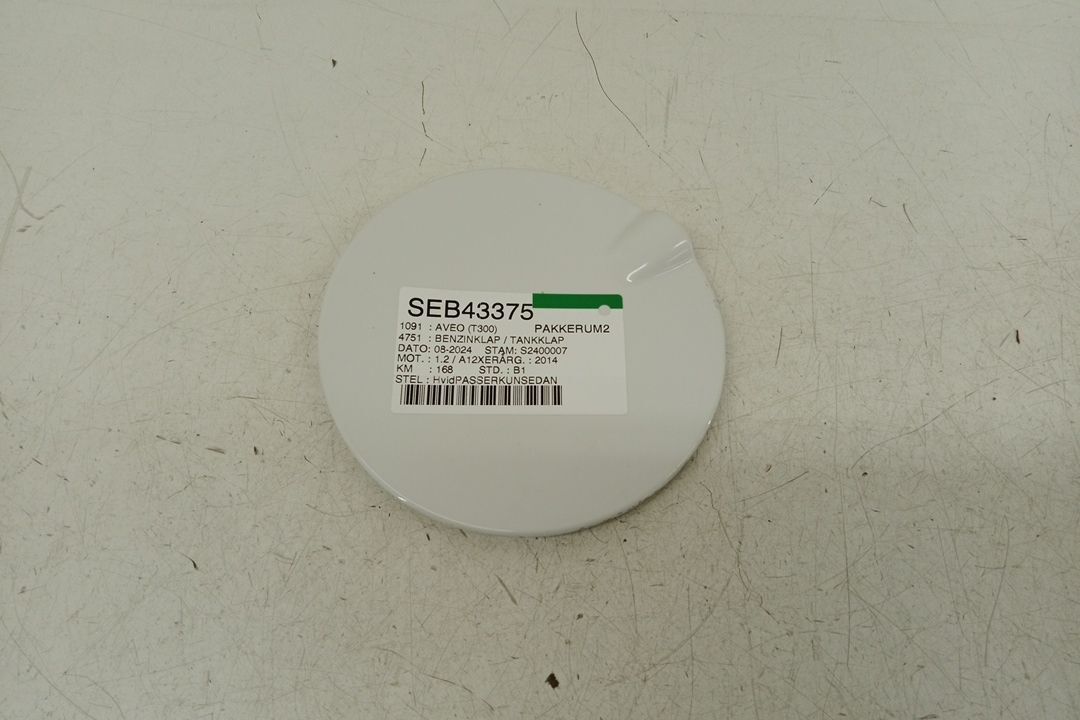 SEB43375
1091 : AVEO (T300) PAKKERUM2
4751 : BENZINKLAP / TANKKLAP
DATO: 08-2024 STAM: S2400007
MOT. : 1.2 / A12XERÅRG. : 2014
KM : 168 STD. : B1
STEL : HvidPASSERKUNSEDAN